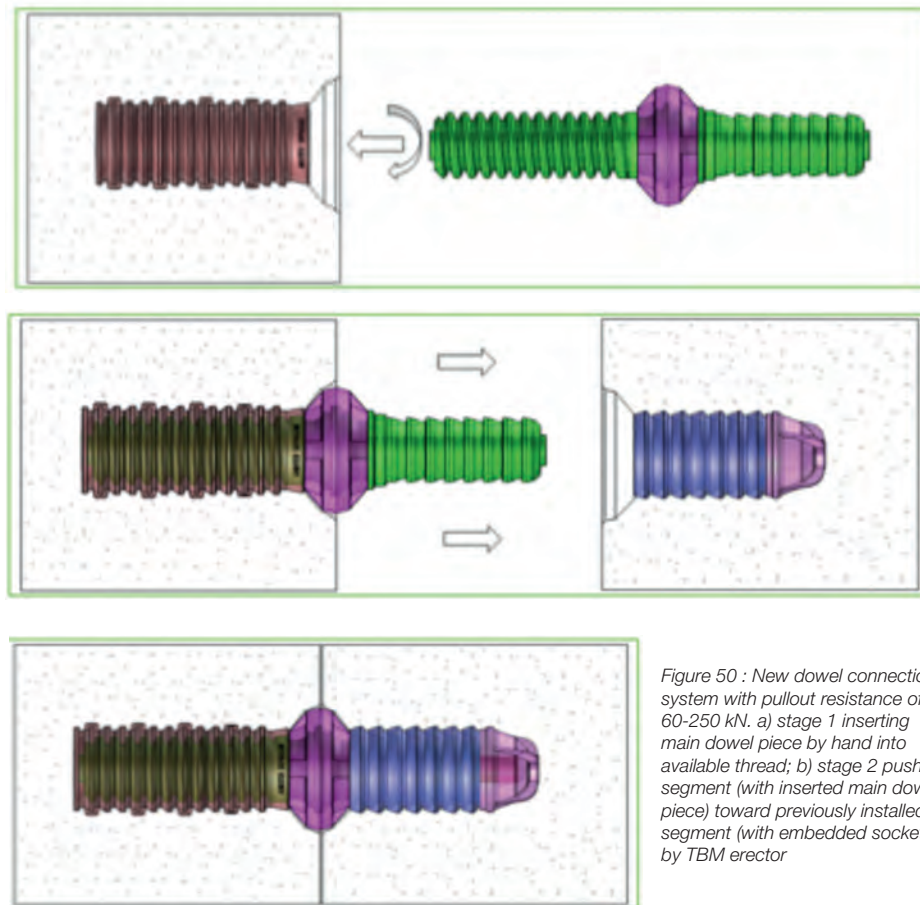 Figure 50 : New dowel connectio
system with pullout resistance of
60-250 kN. a) stage 1 inserting
main dowel piece by hand into
available thread; b) stage 2 push
segment (with inserted main dow
piece) toward previously installed
segment (with embedded socke
by TBM erector